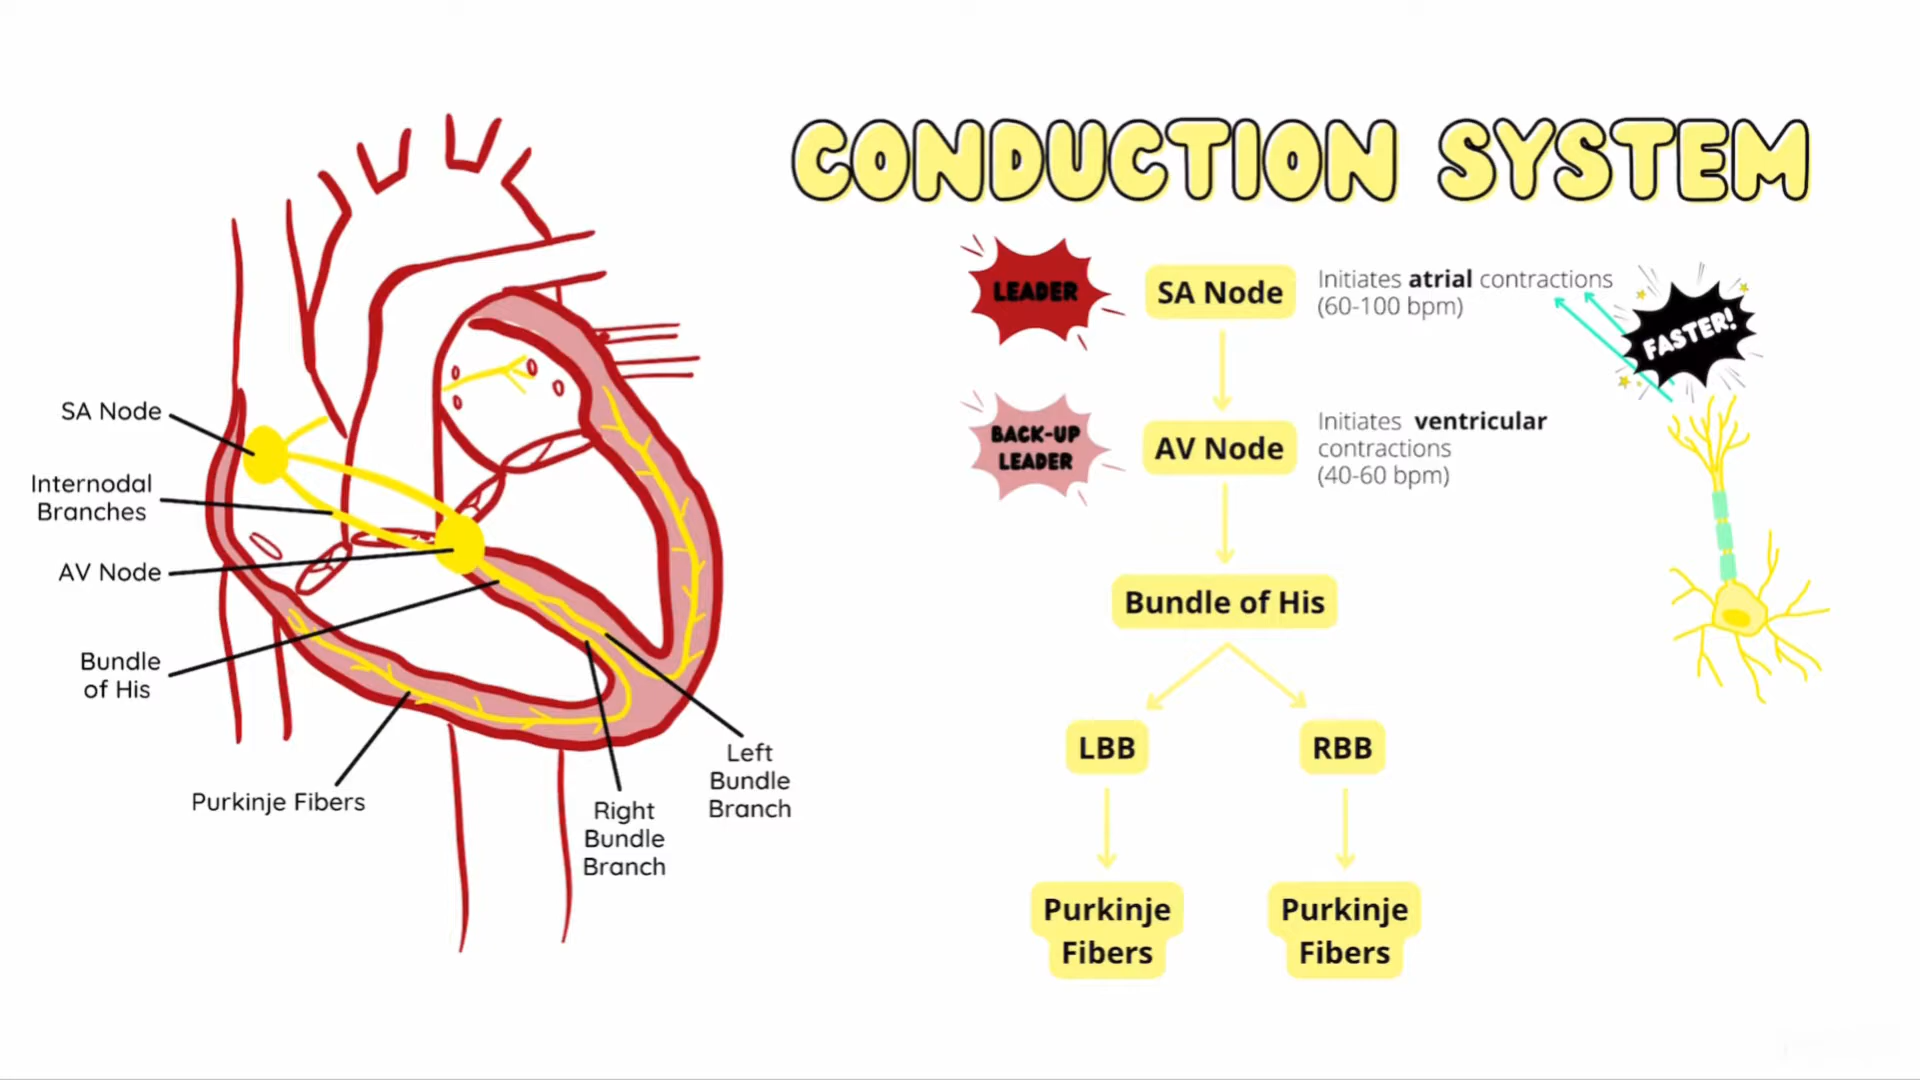 CONDUCTION SYSTEM
LEADER
SA Node
Initiates atrial contractions
(60-100 bpm)
FASTER!
BACK-UP
LEADER
AV Node
Initiates ventricular
contractions
(40-60 bpm)
Bundle of His
LBB
RBB
Purkinje
Fibers
Purkinje
Fibers
SA Node
Internodal
Branches
AV Node
Bundle
of His
Purkinje Fibers
Right
Bundle
Branch
Left
Bundle
Branch